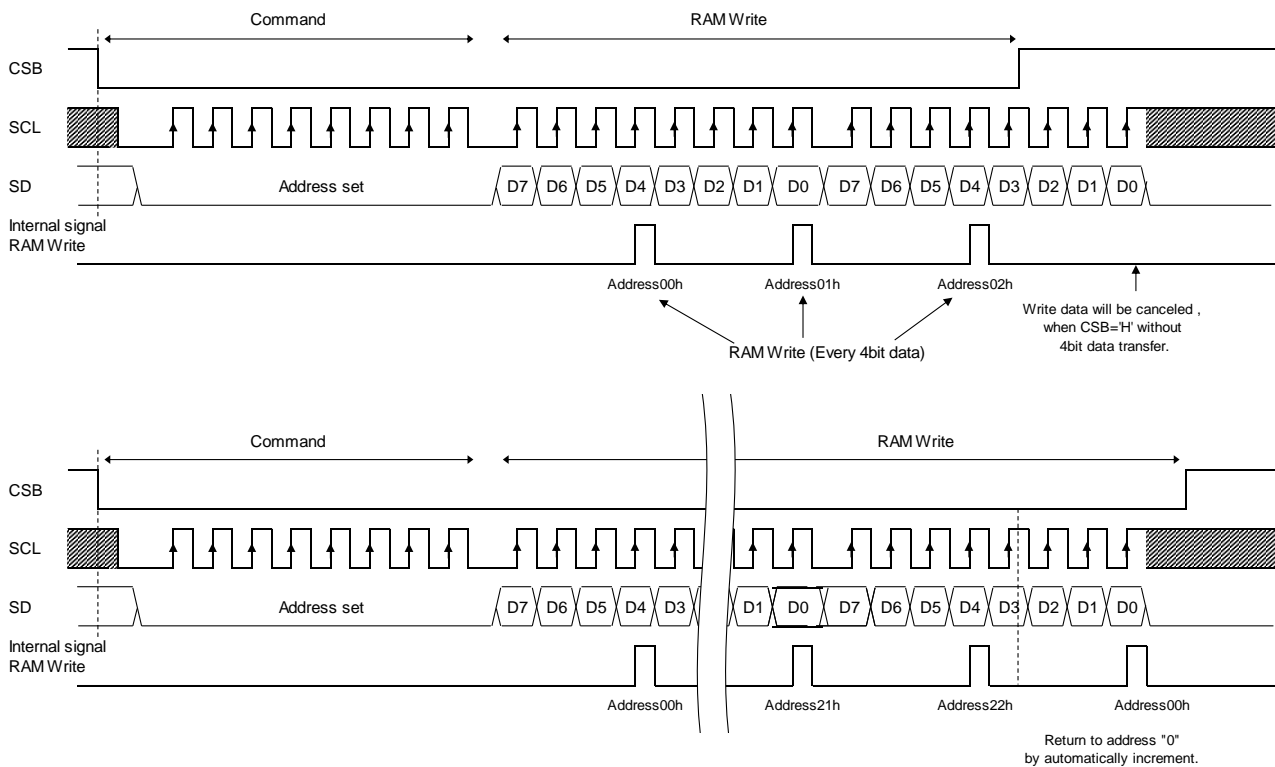 Command RAM Write
CSB
SCL
SD Address set D7 D6 D5 D4 D3 D2 D1 D0 D7 D6 D5 D4 D3 D2 D1 D0
Internal signal
RAM Write
Address00h Address01h Address02h
Write data will be canceled ,
when CSB='H' without
4bit data transfer.
RAM Write (Every 4bit data)
Command RAM Write
CSB
SCL
SD Address set D7 D6 D5 D4 D3 D1 D0 D7 D6 D5 D4 D3 D2 D1 D0
Internal signal
RAM Write
Address00h Address21h Address22h Address00h
Return to address "0"
by automatically increment.